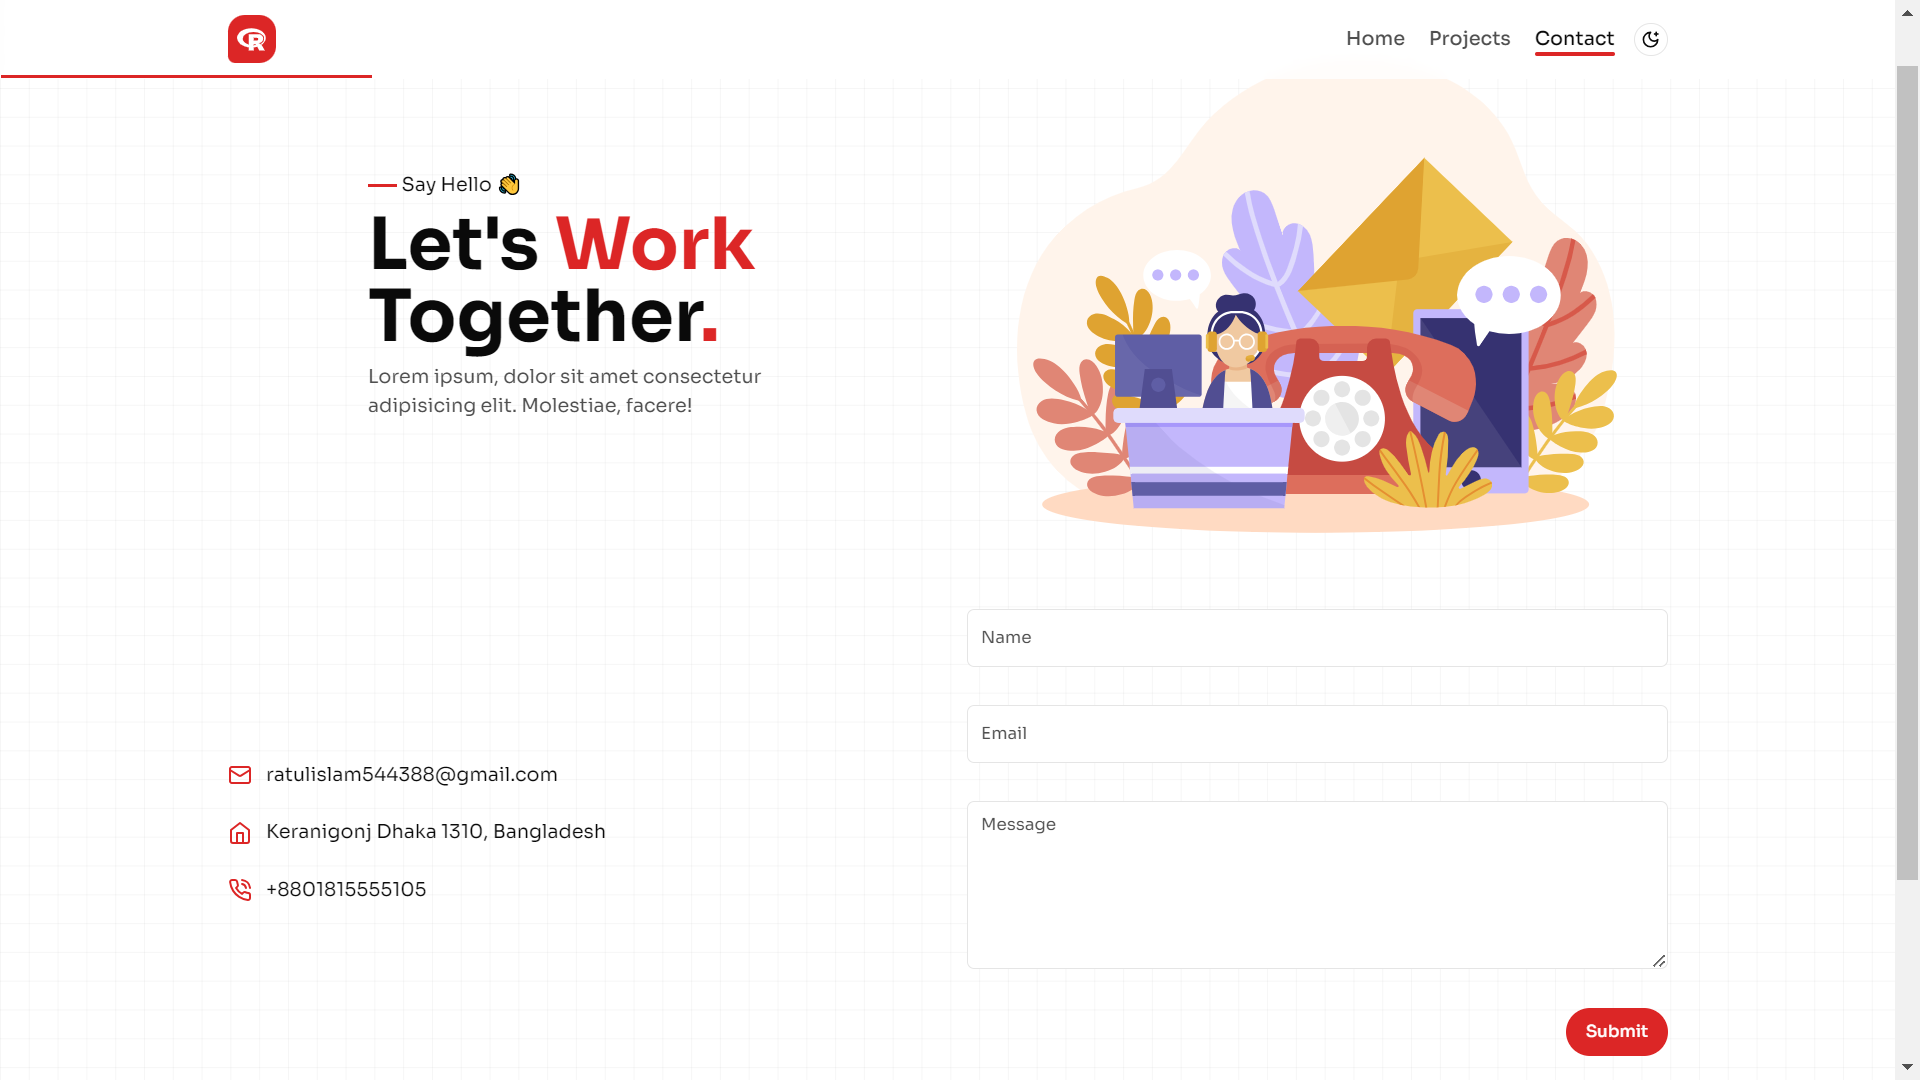 R
Home Projects Contact
Say Hello 👋
Let's Work
Together.
Lorem ipsum, dolor sit amet consectetur
adipisicing elit. Molestiae, facere!
Name
Email
Message
ratulislam544388@gmail.com
Keranigonj Dhaka 1310, Bangladesh
+8801815555105
Submit